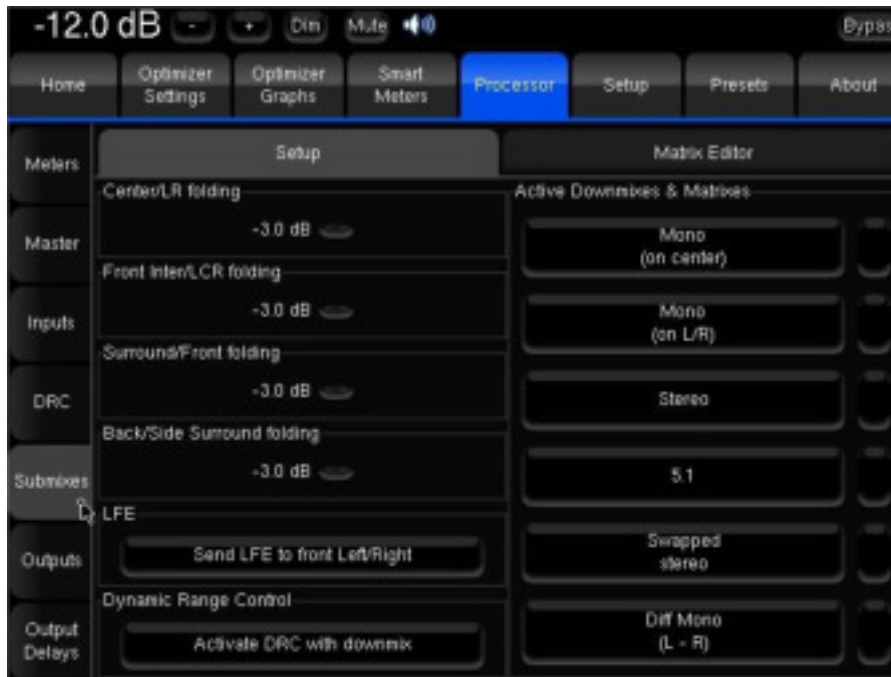 -12.0 dB - + Dim Mute
Home Optimizer Settings Optimizer Graphs Smart Meters Processor Setup Presets About
Meters
Master
Inputs
DRC
Submixes
Outputs
Output Delays
Setup
Matrix Editor
Center/LR folding
-3.0 dB
Front Inter/LCR folding
-3.0 dB
Surround/Front folding
-3.0 dB
Back/Side Surround folding
-3.0 dB
LFE
Send LFE to front Left/Right
Dynamic Range Control
Activate DRC with downmix
Active Downmixes & Matrixes
Mono
(on center)
Mono
(on L/R)
Stereo
5.1
Swapped
stereo
Diff Mono
(L - R)